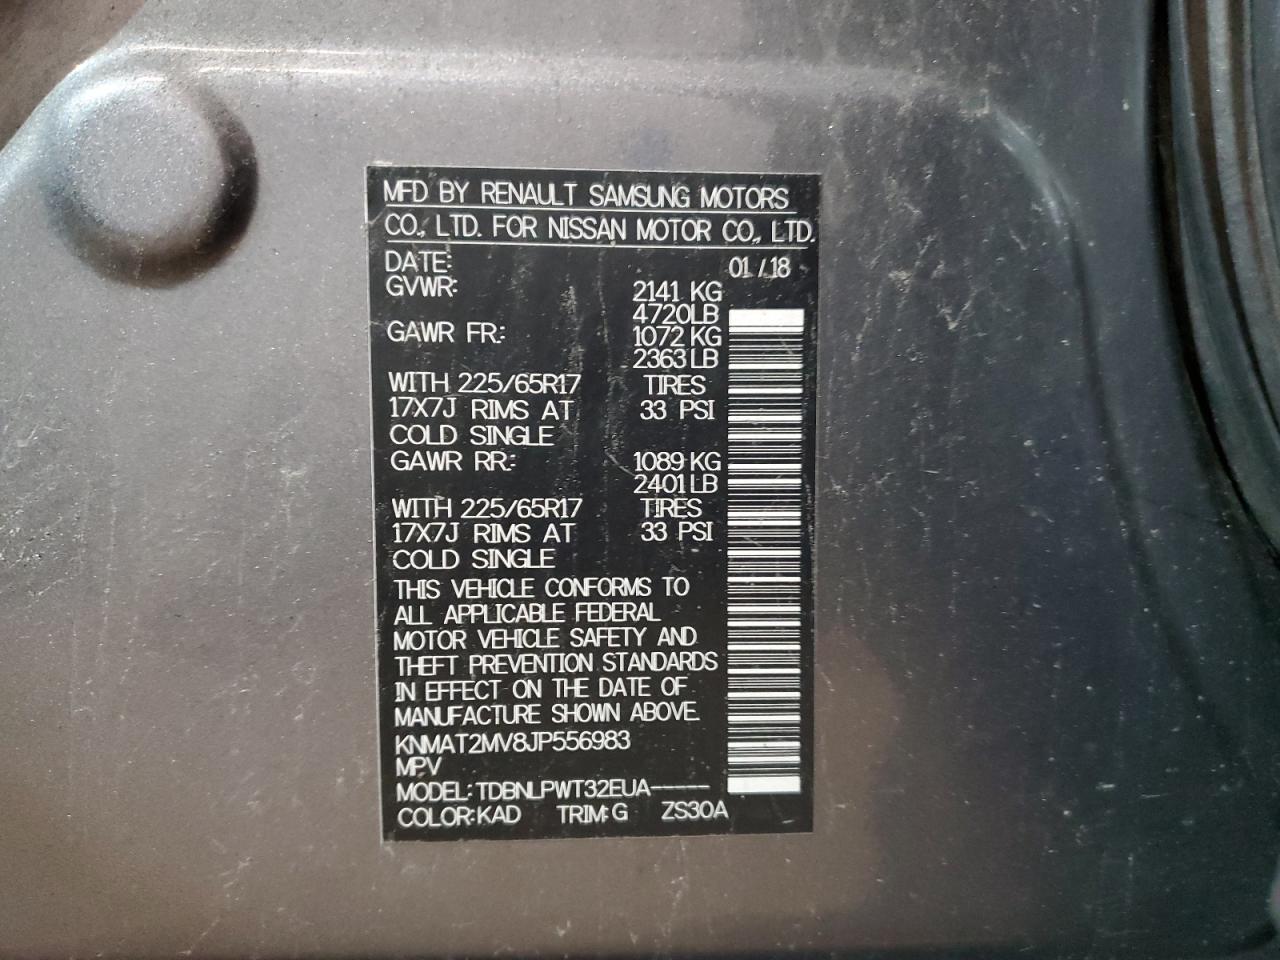 MFD BY RENAULT SAMSUNG MOTORS
CO., LTD. FOR NISSAN MOTOR CO., LTD.
DATE: 01 / 18
GVWR: 2141 KG
4720LB
GAWR FR: 1072 KG
2363 LB
WITH 225/65R17 TIRES
17X7J RIMS AT 33 PSI
COLD SINGLE
GAWR RR: 1089 KG
2401 LB
WITH 225/65R17 TIRES
17X7J RIMS AT 33 PSI
COLD SINGLE
THIS VEHICLE CONFORMS TO
ALL APPLICABLE FEDERAL
MOTOR VEHICLE SAFETY AND
THEFT PREVENTION STANDARDS
IN EFFECT ON THE DATE OF
MANUFACTURE SHOWN ABOVE.
KNMAT2MV8JP556983
MPV
MODEL: TDBNLPWT32EUA-----
COLOR:KAD TRIM:G ZS30A